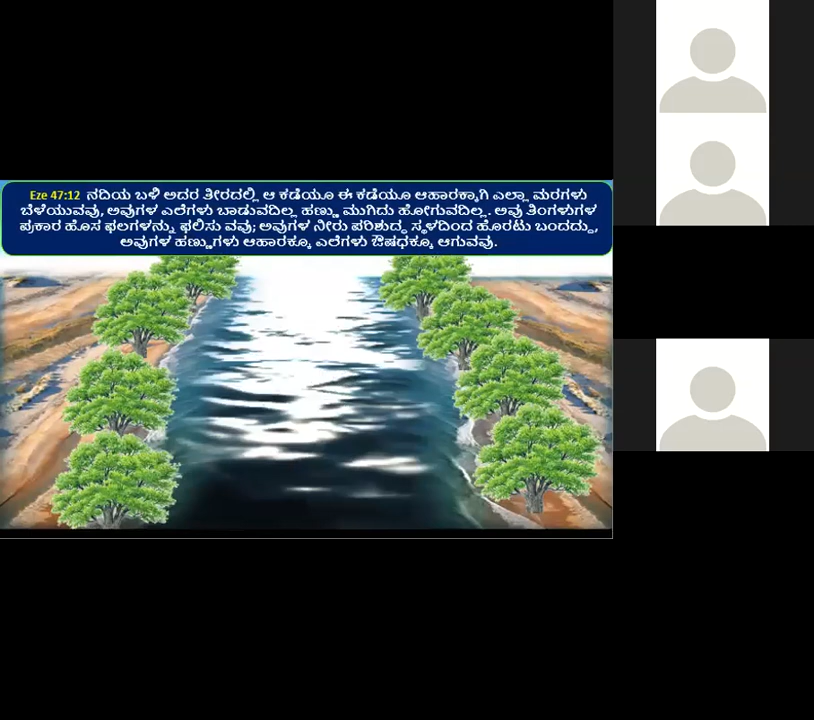 Eze 47:12 ನದಿಯ ಬಳಿ ಅದರ ತೀರದಲ್ಲಿ ಆ ಕಡೆಯೂ ಈ ಕಡೆಯೂ ಆಹಾರಕ್ಕಾಗಿ ಎಲ್ಲಾ ಮರಗಳು
ಬೆಳೆಯುವವು, ಅವುಗಳ ಎಲೆಗಳು ಬಾಡುವದಿಲ್ಲ ಹಣ್ಣು ಮುಗಿದು ಹೋಗುವದಿಲ್ಲ. ಅವು ತಿಂಗಳುಗಳ
ಪ್ರಕಾರ ಹೊಸ ಫಲಗಳನ್ನು ಫಲಿಸು ವವು; ಅವುಗಳ ನೀರು ಪರಿಶುದ್ಧ ಸ್ಥಳದಿಂದ ಹೊರಟು ಬಂದದ್ದು,
ಅವುಗಳ ಹಣ್ಣುಗಳು ಆಹಾರಕ್ಕೂ ಎಲೆಗಳು ಔಷಧಕ್ಕೂ ಆಗುವವು.